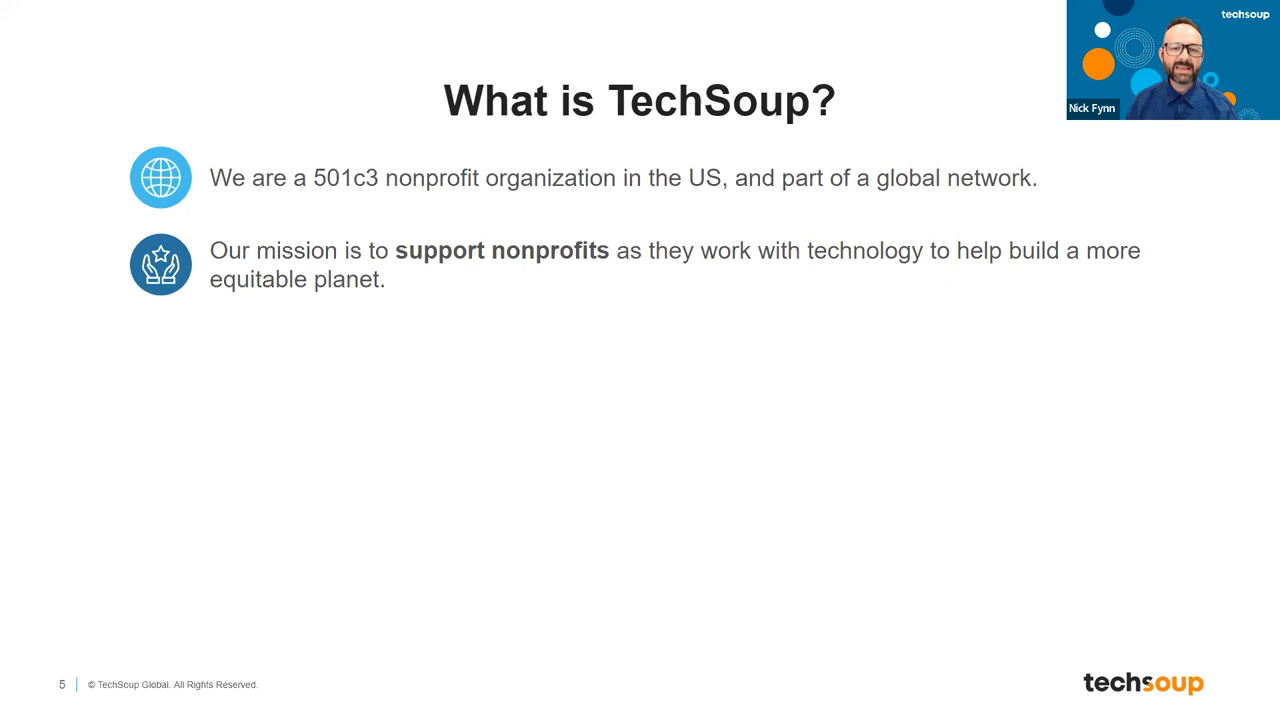 techsoup
Nick Fynn
What is TechSoup?
We are a 501c3 nonprofit organization in the US, and part of a global network.
Our mission is to support nonprofits as they work with technology to help build a more
equitable planet.
5
© TechSoup Global. All Rights Reserved.
techsoup